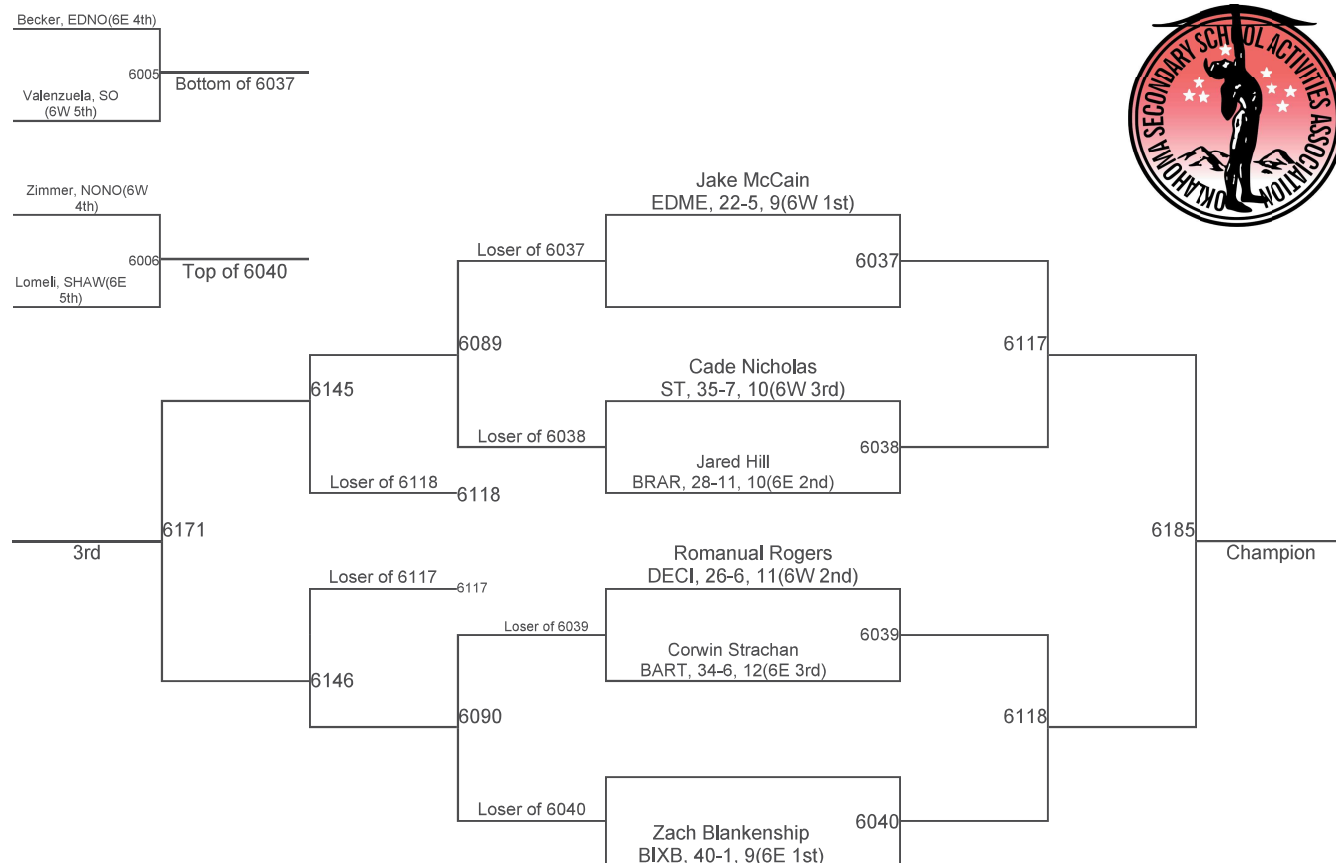 Becker, EDNO(6E 4th)
6005
Bottom of 6037
Valenzuela, SO
(6W 5th)
Zimmer, NONO(6W
4th)
6006
Top of 6040
Lomeli, SHAW(6E
5th)
OKLAHOMA SECONDARY SCHOOL ACTIVITIES ASSOCIATION
Jake McCain
EDME, 22-5, 9(6W 1st)
Loser of 6037
6037
6089
6117
Cade Nicholas
ST, 35-7, 10(6W 3rd)
6145
Loser of 6038
6038
Jared Hill
BRAR, 28-11, 10(6E 2nd)
Loser of 6118
6118
6171
3rd
6185
Champion
Romanual Rogers
DECI, 26-6, 11(6W 2nd)
Loser of 6117
6117
Loser of 6039
6039
Corwin Strachan
BART, 34-6, 12(6E 3rd)
6146
6090
6118
Loser of 6040
6040
Zach Blankenship
BIXB, 40-1, 9(6E 1st)